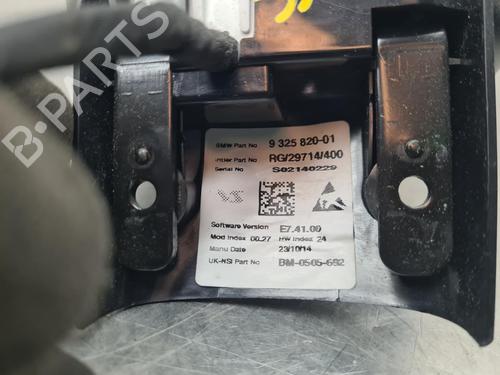 BMW Part No 9 325 820-01
Part No RG/29714/400
Serial No S02140229
Software Version E7.41.00
Mod Index 00.27 HW Index 24
Manu Date 23/10/14
UK-NSI Part No BM-0505-692
B-PARTS